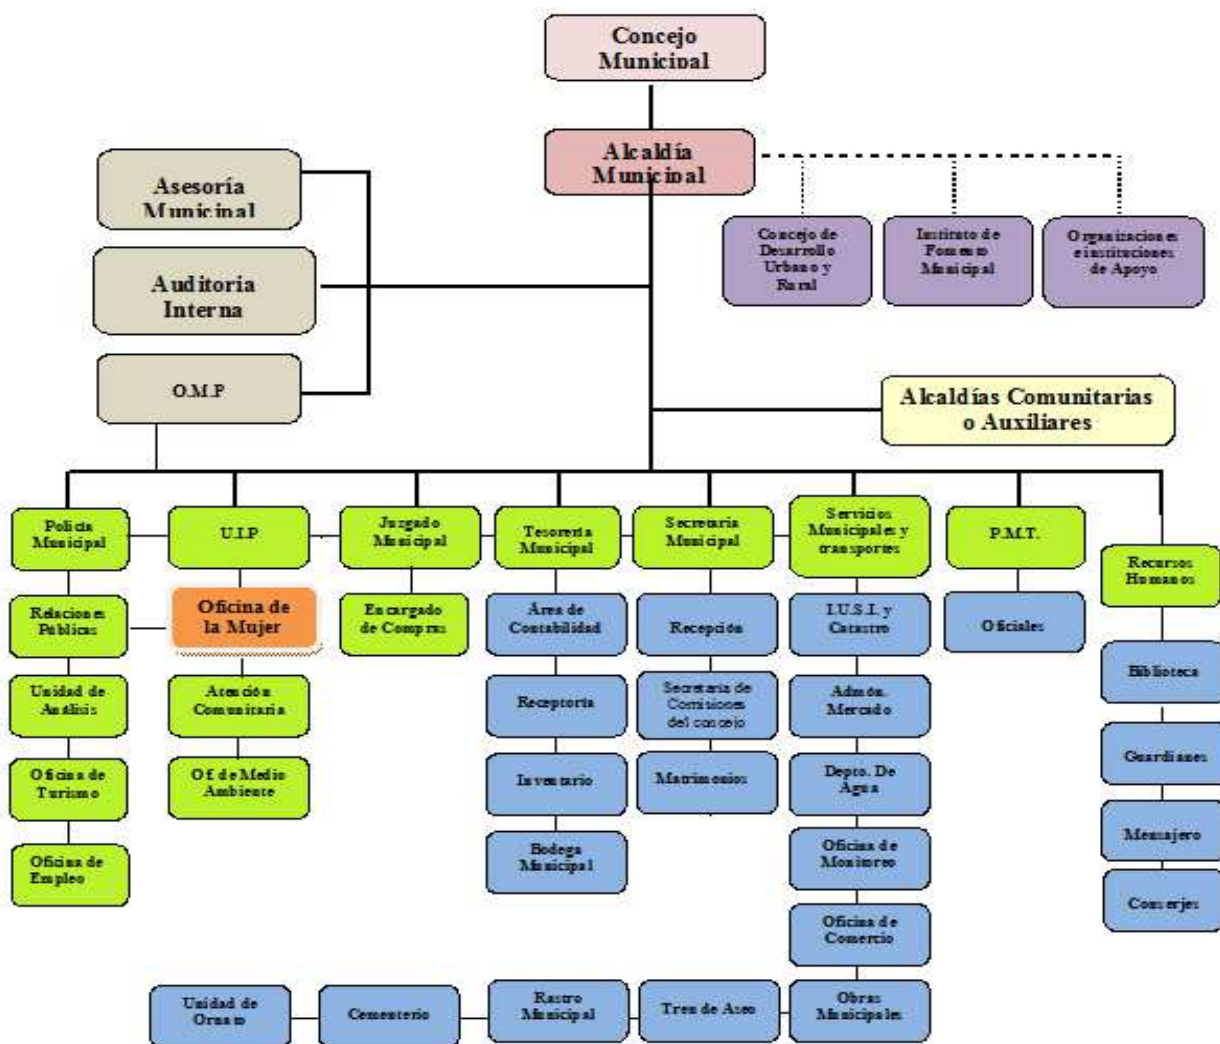 Concejo
Municipal
Alcaldía
Municipal
Asesoría
Municipal
Auditoria
Interna
O.M.P
Concejo de
Desarrollo
Urbano y
Rural
Instituto de
Fomento
Municipal
Organizaciones
e instituciones
de Apoyo
Alcaldías Comunitarias
o Auxiliares
Policía
Municipal
U.I.P
Juzgado
Municipal
Tesorería
Municipal
Secretaria
Municipal
Servicios
Municipales y
transportes
P.M.T.
Recursos
Humanos
Relaciones
Públicas
Oficina de
la Mujer
Encargado
de Compras
Área de
Contabilidad
Recepción
I.U.S.I. y
Catastro
Oficiales
Biblioteca
Unidad de
Análisis
Atención
Comunitaria
Receptoría
Secretaria de
Comisiones
del concejo
Admón.
Mercado
Guardianes
Oficina de
Turismo
Of. de Medio
Ambiente
Inventario
Matrimonios
Depto. De
Agua
Mensajero
Oficina de
Empleo
Bodega
Municipal
Oficina de
Monitoreo
Conserjes
Oficina de
Comercio
Unidad de
Ornato
Cementerio
Rastro
Municipal
Tren de Aseo
Obras
Municipales